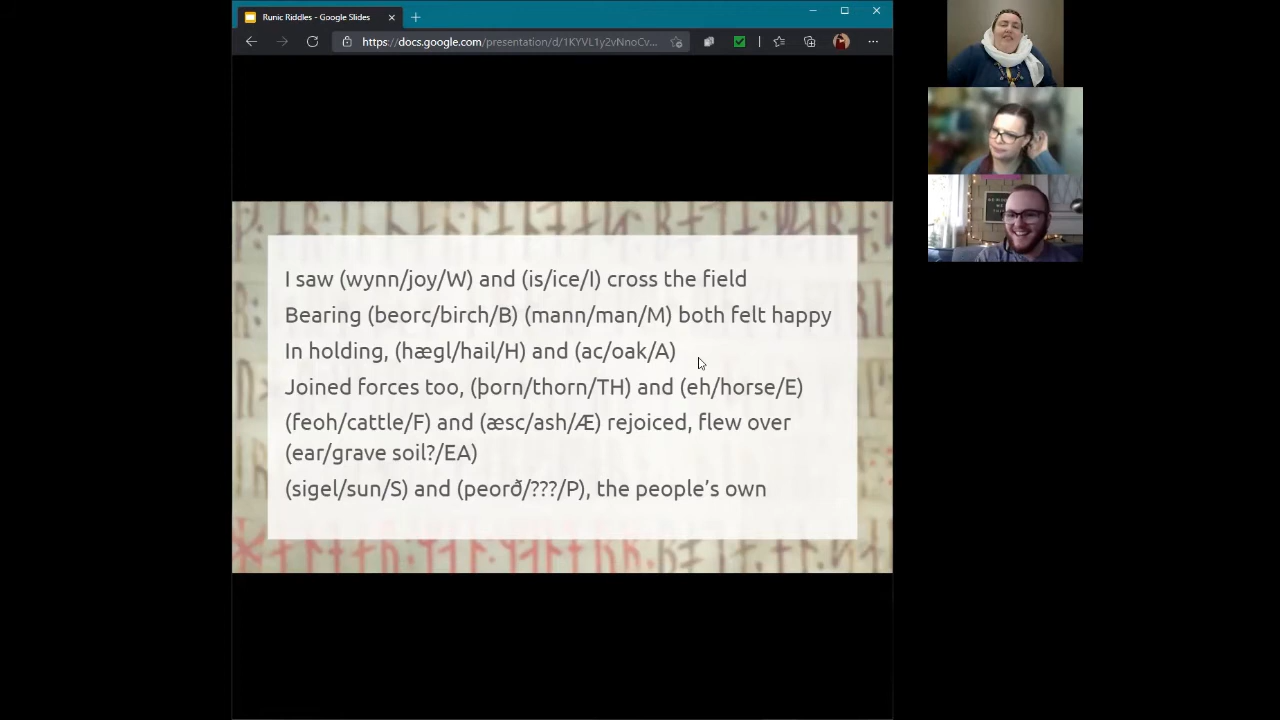 Runic Riddles - Google Slides
https://docs.google.com/presentation/d/1KYVL1y2vNnoCv...
I saw (wynn/joy/W) and (is/ice/I) cross the field
Bearing (beorc/birch/B) (mann/man/M) both felt happy
In holding, (hægl/hail/H) and (ac/oak/A)
Joined forces too, (þorn/thorn/TH) and (eh/horse/E)
(feoh/cattle/F) and (æsc/ash/Æ) rejoiced, flew over
(ear/grave soil?/EA)
(sigel/sun/S) and (peorð/???/P), the people’s own